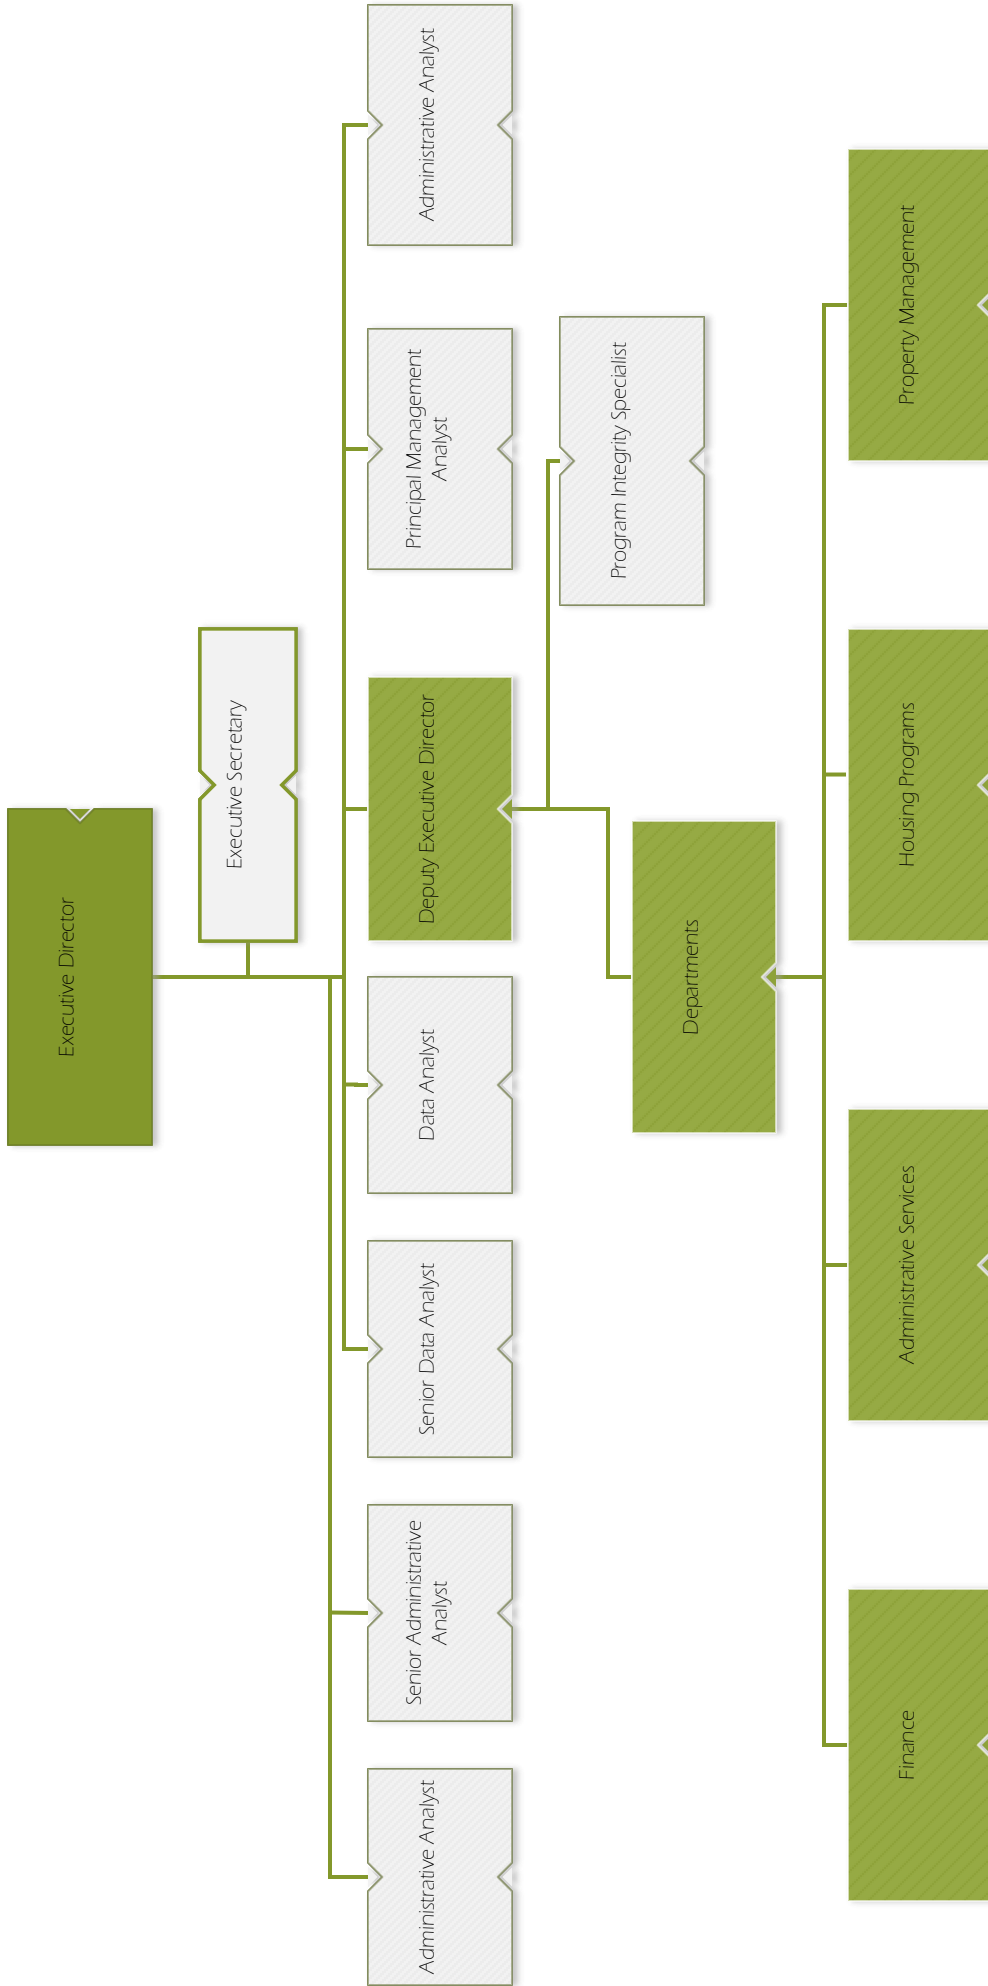 Executive Director
Executive Secretary
Administrative Analyst
Senior Administrative
Analyst
Senior Data Analyst
Data Analyst
Deputy Executive Director
Principal Management
Analyst
Administrative Analyst
Program Integrity Specialist
Departments
Finance
Administrative Services
Housing Programs
Property Management